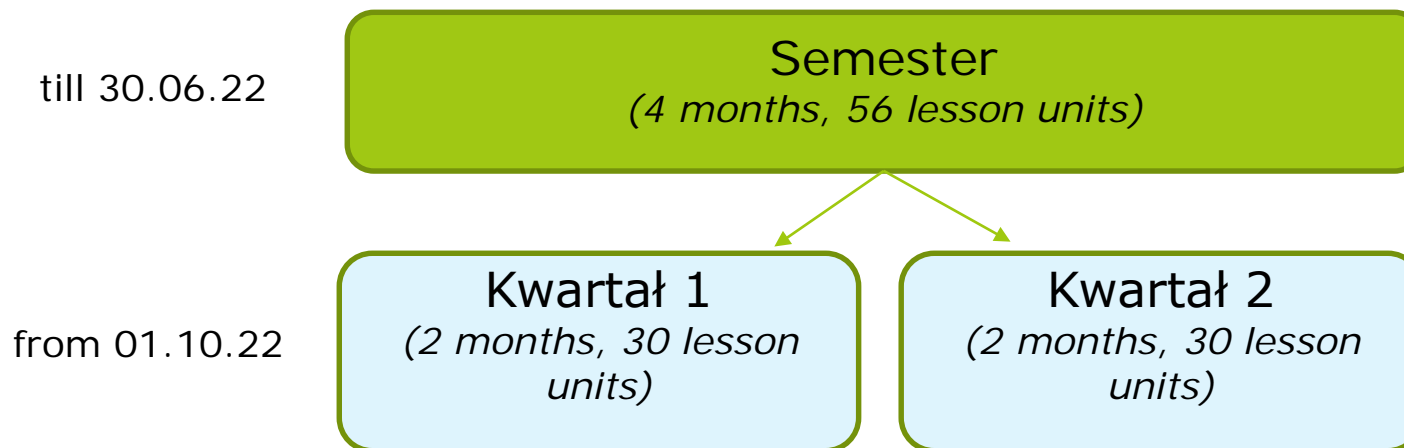 till 30.06.22
Semester
(4 months, 56 lesson units)
from 01.10.22
Kwartał 1
(2 months, 30 lesson
units)
Kwartał 2
(2 months, 30 lesson
units)